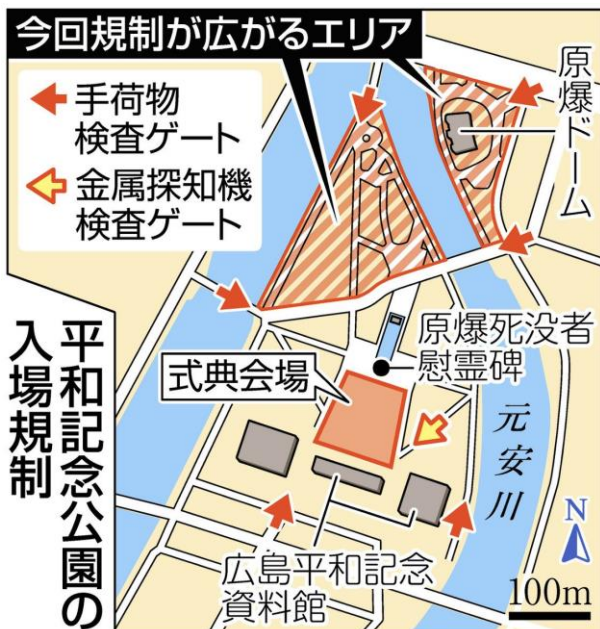 今回規制が広がるエリア
手荷物
検査ゲート
金属探知機
検査ゲート
原爆ドーム
原爆死没者
慰霊碑
式典会場
元安川
平和記念公園の
入場規制
広島平和記念
資料館
N
100m